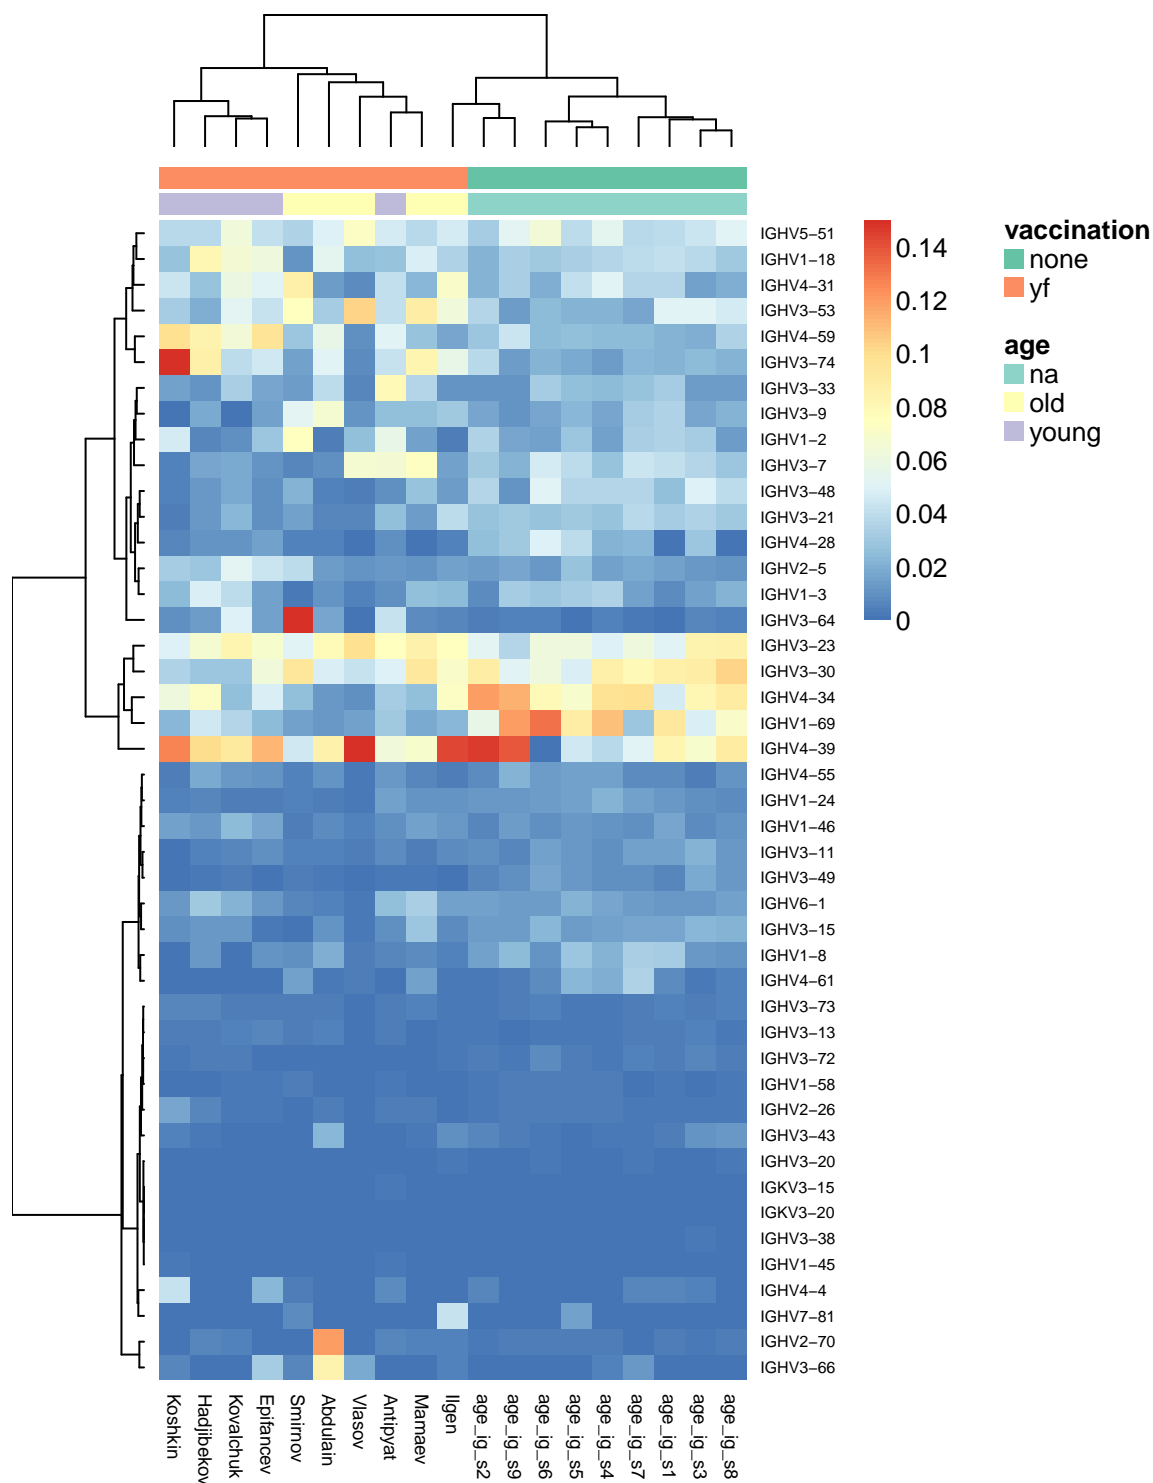 IGHV5−51
IGHV1−18
IGHV4−31
IGHV3−53
IGHV4−59
IGHV3−74
IGHV3−33
IGHV3−9
IGHV1−2
IGHV3−7
IGHV3−48
IGHV3−21
IGHV4−28
IGHV2−5
IGHV1−3
IGHV3−64
IGHV3−23
IGHV3−30
IGHV4−34
IGHV1−69
IGHV4−39
IGHV4−55
IGHV1−24
IGHV1−46
IGHV3−11
IGHV3−49
IGHV6−1
IGHV3−15
IGHV1−8
IGHV4−61
IGHV3−73
IGHV3−13
IGHV3−72
IGHV1−58
IGHV2−26
IGHV3−43
IGHV3−20
IGKV3−15
IGKV3−20
IGHV3−38
IGHV1−45
IGHV4−4
IGHV7−81
IGHV2−70
IGHV3−66
Koshkin
Hadjibekov
Kovalchuk
Epifancev
Smirnov
Abdulain
Vlasov
Antipyat
Mamaev
Ilgen
age_ig_s2
age_ig_s9
age_ig_s6
age_ig_s5
age_ig_s4
age_ig_s7
age_ig_s1
age_ig_s3
age_ig_s8
0.14
0.12
0.1
0.08
0.06
0.04
0.02
0
vaccination
none
yf
age
na
old
young